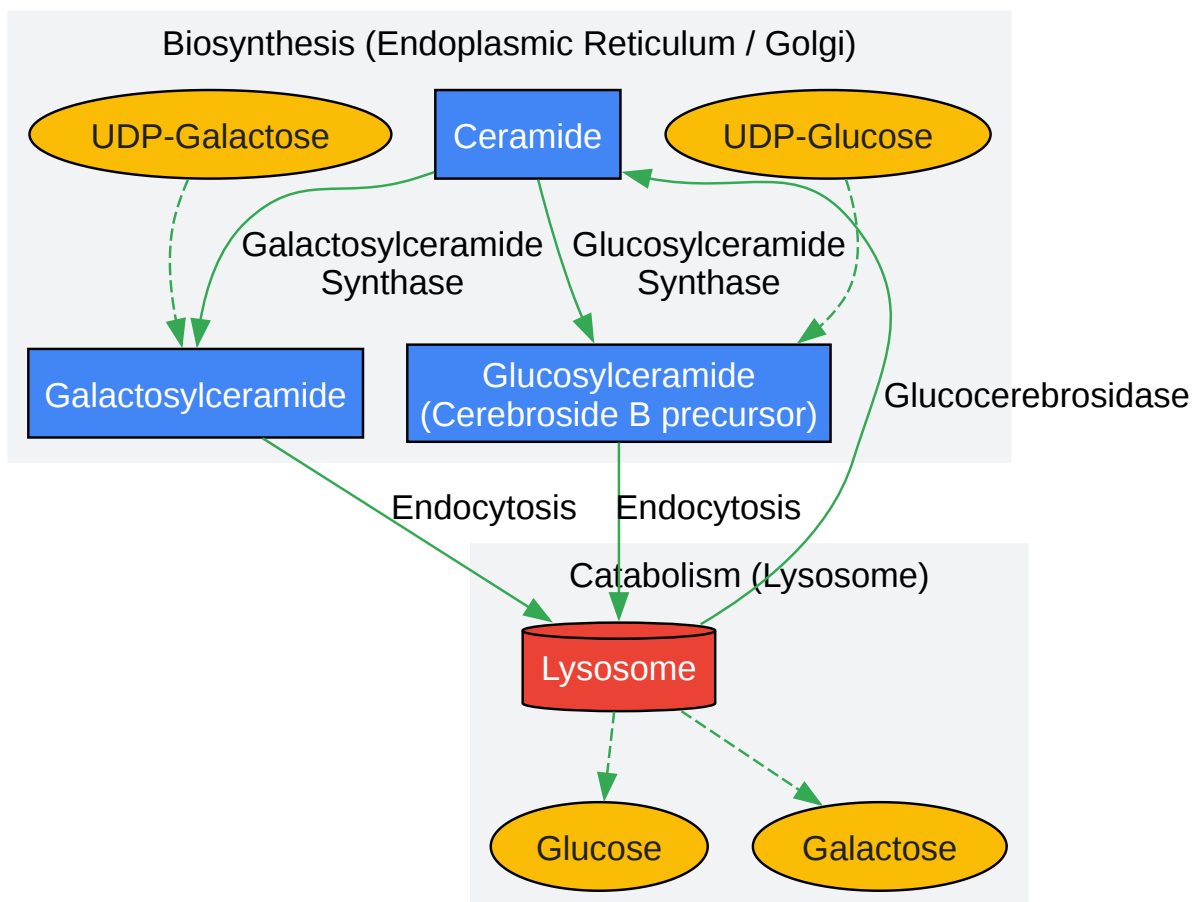 Biosynthesis (Endoplasmic Reticulum / Golgi)
UDP-Galactose
Ceramide
UDP-Glucose
Galactosylceramide
Synthase
Glucosylceramide
Synthase
Galactosylceramide
Glucosylceramide
(Cerebroside B precursor)
Glucocerebrosidase
Endocytosis
Endocytosis
Catabolism (Lysosome)
Lysosome
Glucose
Galactose